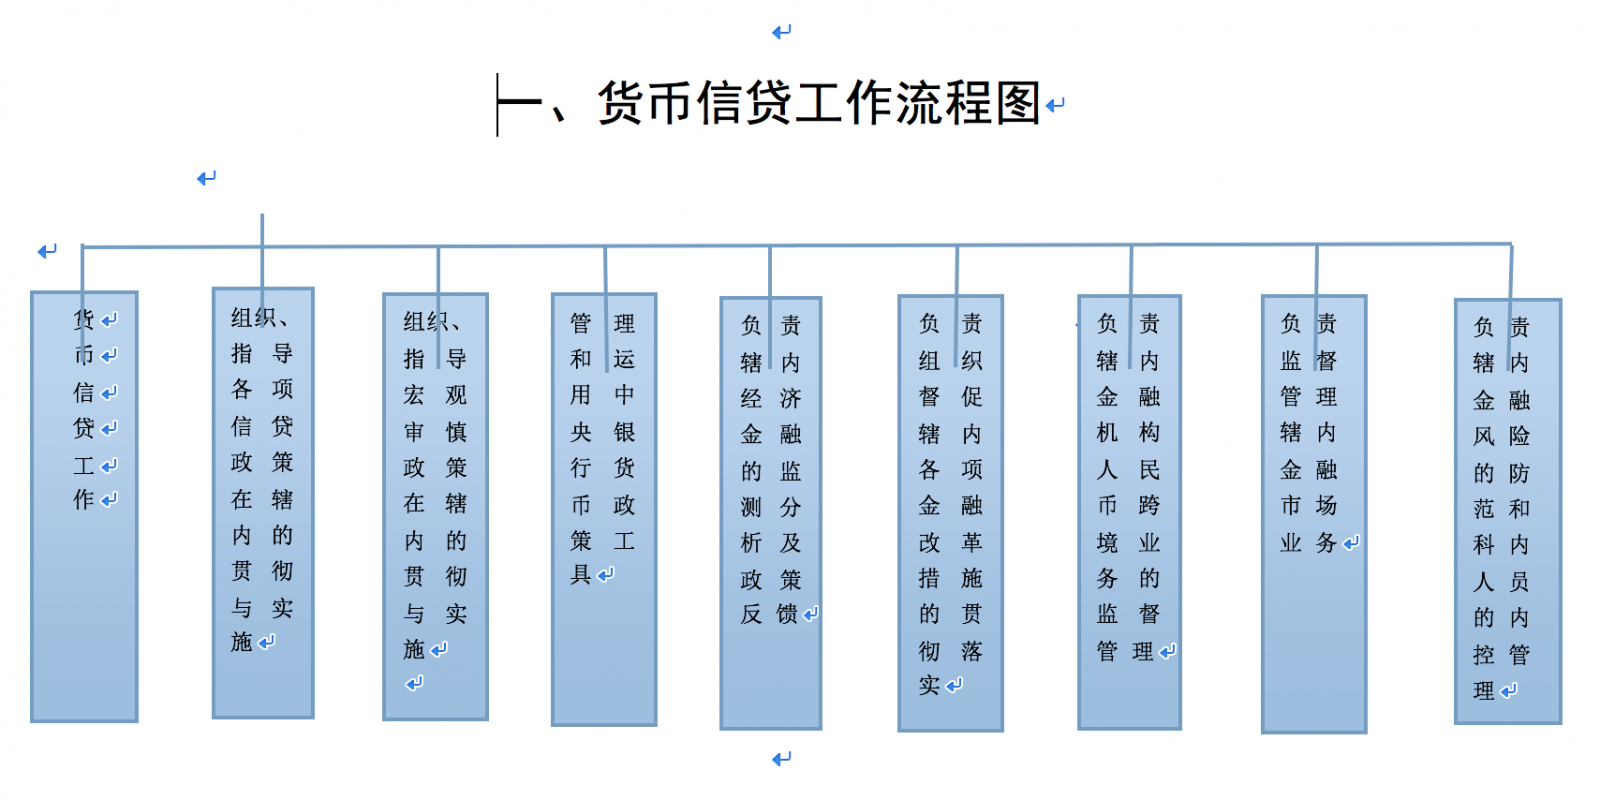 一、货币信贷工作流程图
货
币
信
贷
工
作
组织、
指导
各项
信贷
政策
在辖
内的
贯彻
与实
施
组织、
指导
宏观
审慎
政策
在辖
内的
贯彻
与实
施
管理
和运
用中
央银
行货
币政
策工
具
负责
辖内
经济
金融
的监
测分
析及
政策
反馈
负责
组织
督促
辖内
各项
金融
改革
措施
的贯
彻落
实
负责
辖内
金融
机构
人民
币跨
境业
务的
监督
管理
负责
监督
管理
辖内
金融
市场
业务
负责
辖内
金融
风险
的防
范和
科内
人员
的内
控管
理